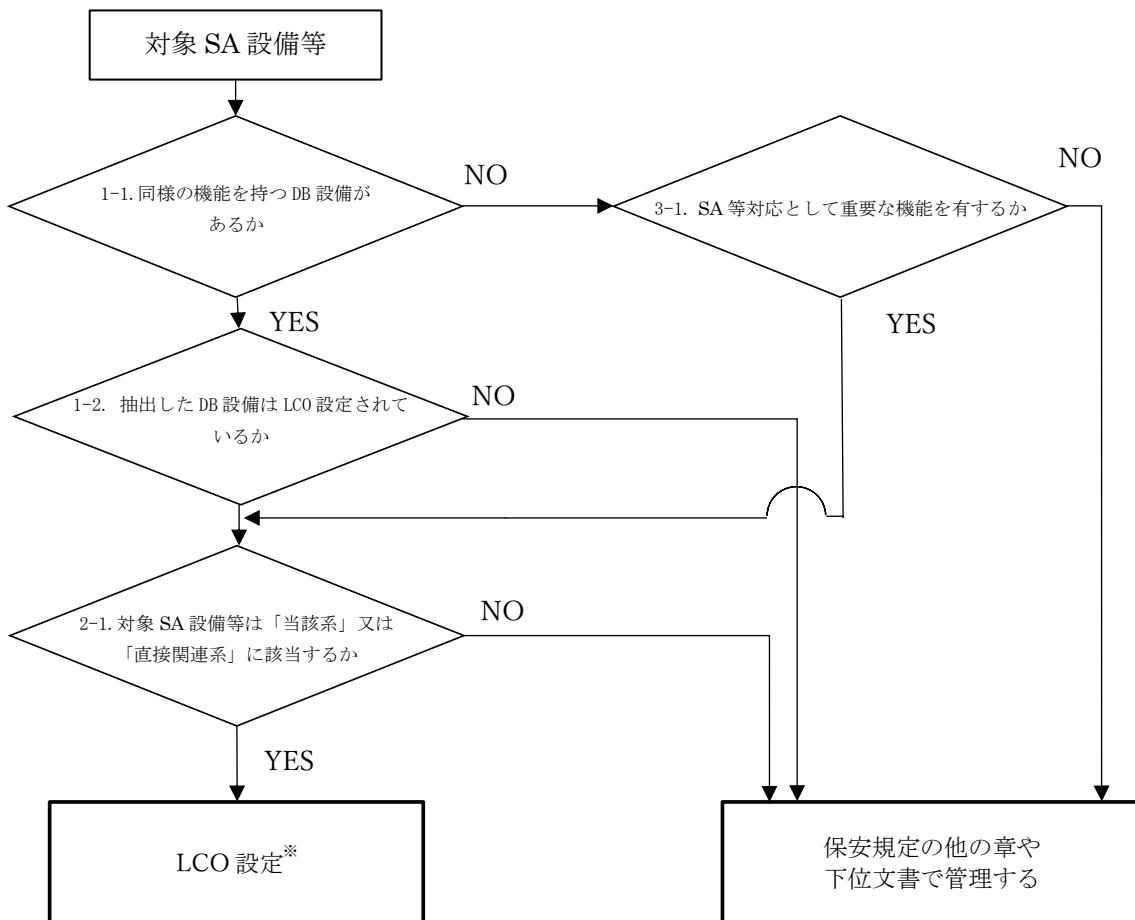 対象 SA 設備等
1-1. 同様の機能を持つ DB 設備が
あるか
NO
3-1. SA 等対応として重要な機能を有するか
NO
YES
YES
1-2. 抽出した DB 設備は LCO 設定されて
いるか
NO
2-1. 対象 SA 設備等は「当該系」又は
「直接関連系」に該当するか
NO
YES
LCO 設定※
保安規定の他の章や
下位文書で管理する